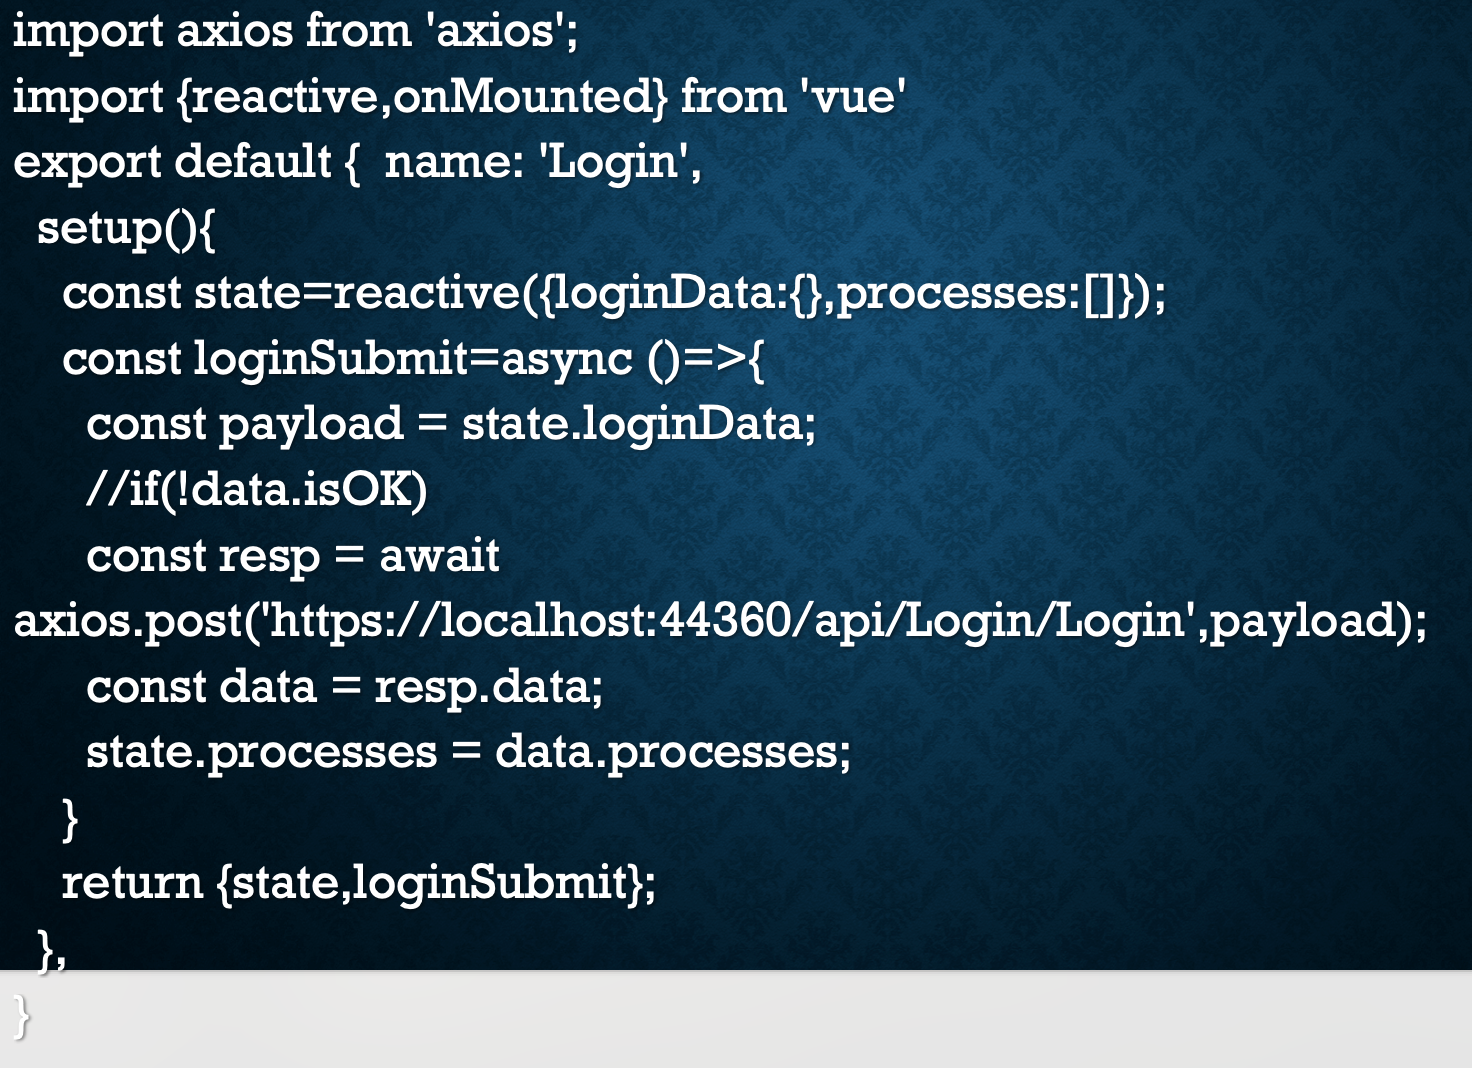 import axios from 'axios';
import {reactive,onMounted} from 'vue'
export default {  name: 'Login',
  setup(){
    const state=reactive({loginData:{},processes:[]});
    const loginSubmit=async ()=>{
      const payload = state.loginData;
      //if(!data.isOK)
      const resp = await
axios.post('https://localhost:44360/api/Login/Login',payload);
      const data = resp.data;
      state.processes = data.processes;
    }
    return {state,loginSubmit};
  },
}